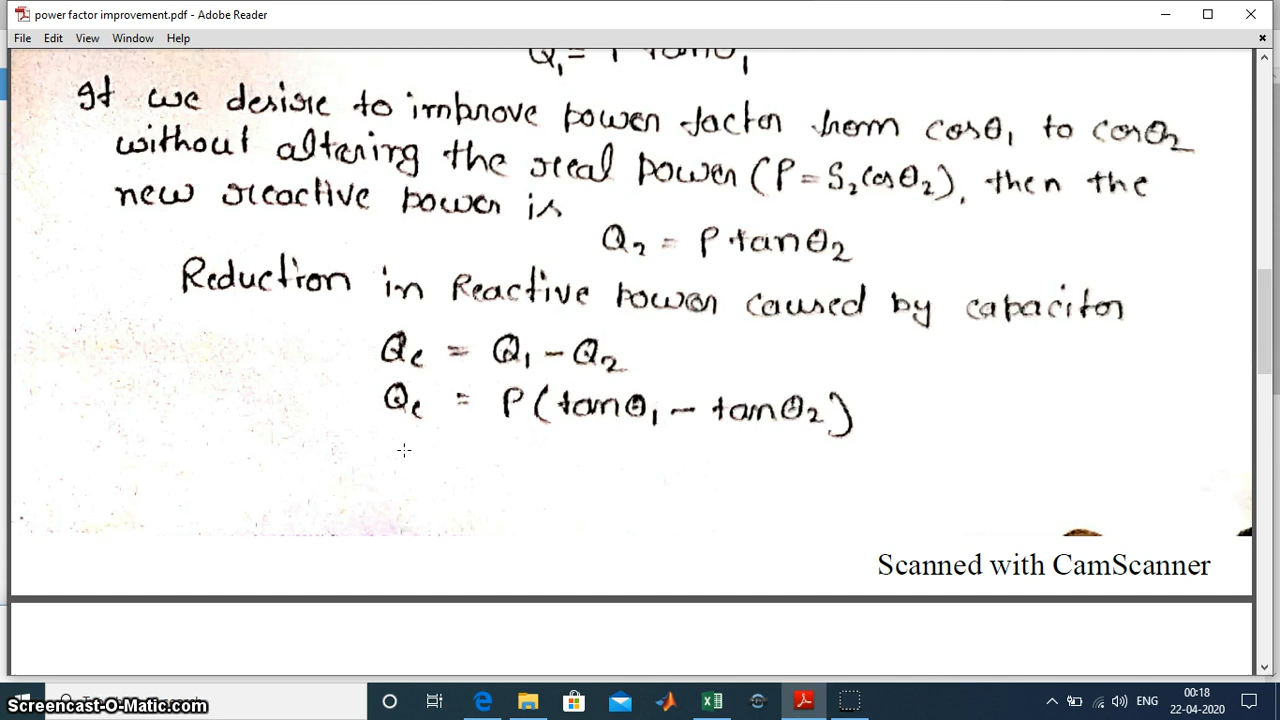 power factor improvement.pdf - Adobe Reader
File Edit View Window Help
Q₁ = P tanθ₁
If we desire to improve power factor from cosθ₁ to cosθ₂
without altering the real power (P = S₂cosθ₂), then the
new reactive power is
Q₂ = P tanθ₂
Reduction in Reactive power caused by capacitor
Qc = Q₁ - Q₂
Qc = P(tanθ₁ - tanθ₂)
Scanned with CamScanner
Screencast-O-Matic.com
ENG
00:18
22-04-2020